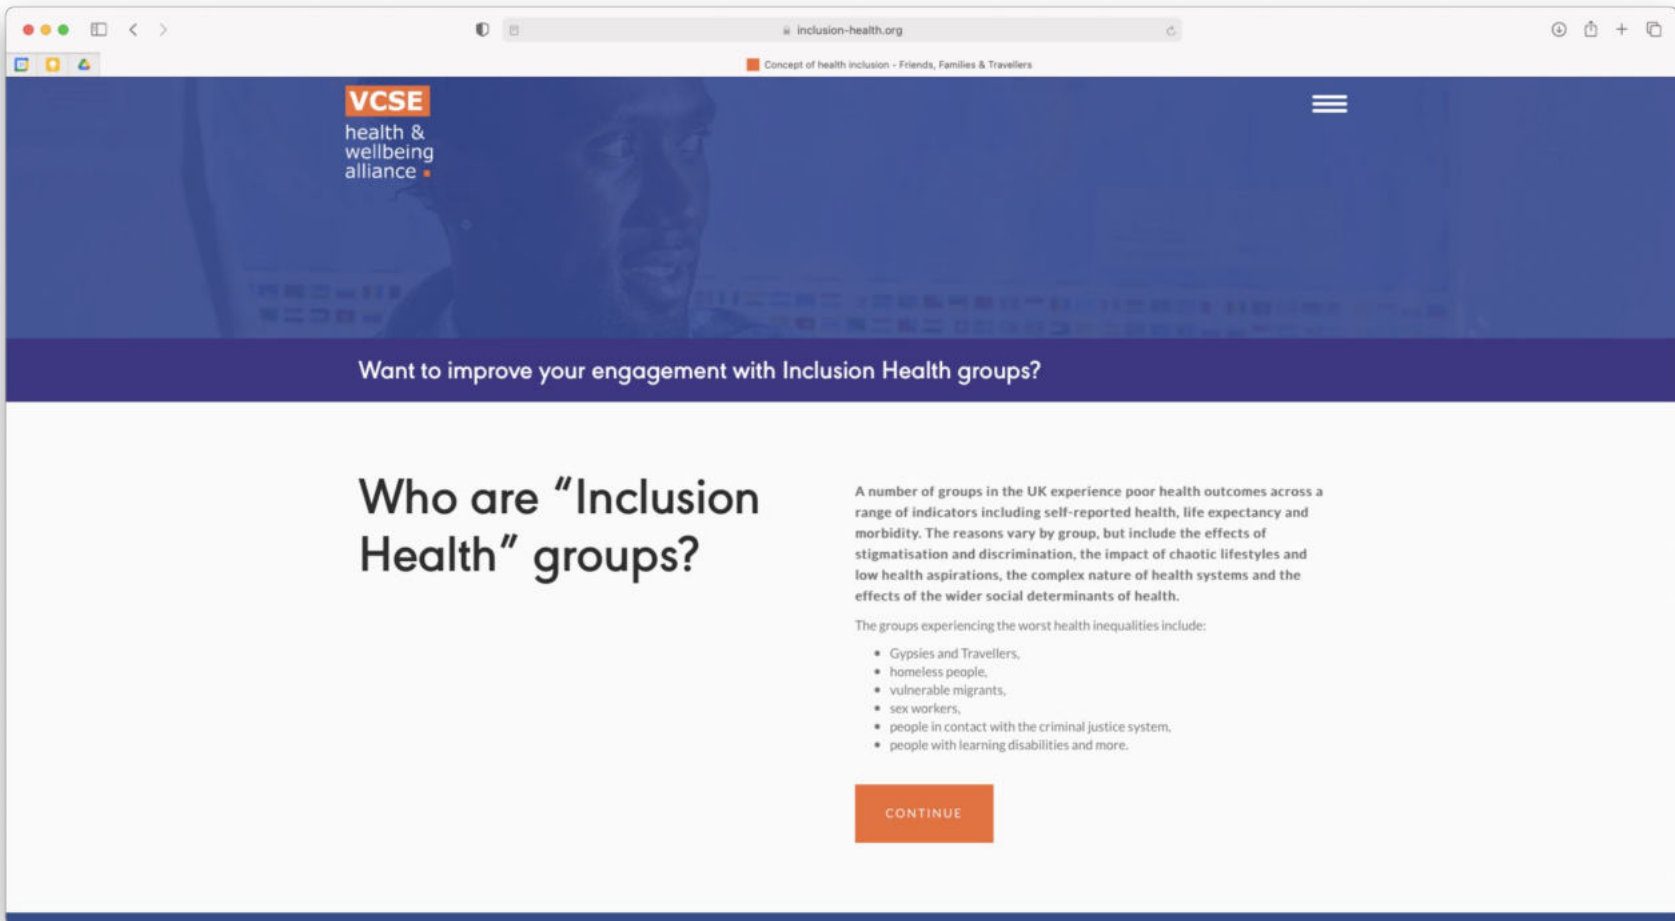 inclusion-health.org
Concept of health inclusion - Friends, Families & Travellers
VCSE
health &
wellbeing
alliance
Want to improve your engagement with Inclusion Health groups?
Who are "Inclusion
Health" groups?
A number of groups in the UK experience poor health outcomes across a
range of indicators including self-reported health, life expectancy and
morbidity. The reasons vary by group, but include the effects of
stigmatisation and discrimination, the impact of chaotic lifestyles and
low health aspirations, the complex nature of health systems and the
effects of the wider social determinants of health.
The groups experiencing the worst health inequalities include:
• Gypsies and Travellers,
• homeless people,
• vulnerable migrants,
• sex workers,
• people in contact with the criminal justice system,
• people with learning disabilities and more.
CONTINUE